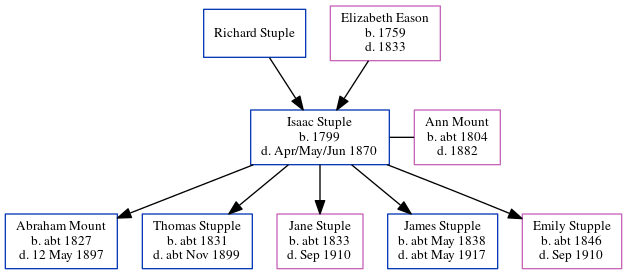 Richard Stuple
Elizabeth Eason
b. 1759
d. 1833
Isaac Stuple
b. 1799
d. Apr/May/Jun 1870
Ann Mount
b. abt 1804
d. 1882
Abraham Mount
b. abt 1827
d. 12 May 1897
Thomas Stupple
b. abt 1831
d. abt Nov 1899
Jane Stuple
b. abt 1833
d. Sep 1910
James Stupple
b. abt May 1838
d. abt May 1917
Emily Stupple
b. abt 1846
d. Sep 1910